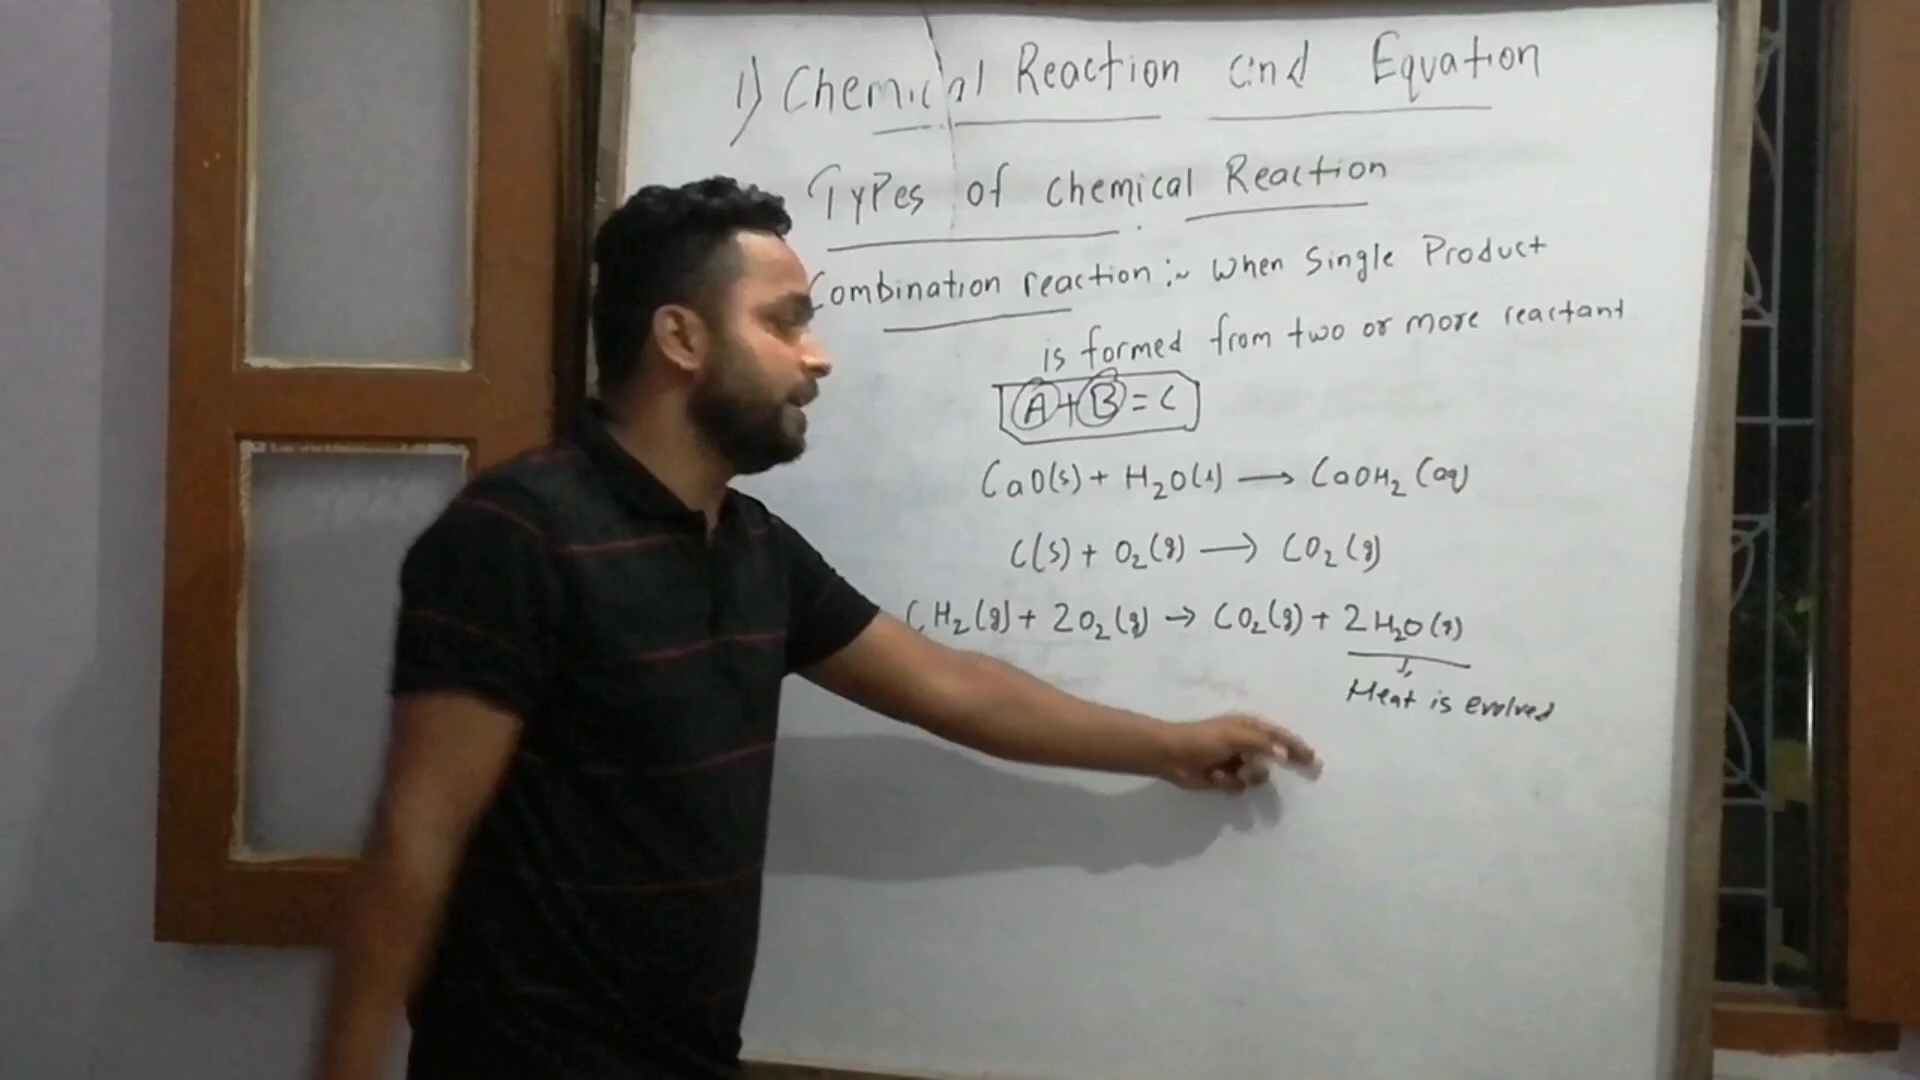 1) Chemical Reaction and Equation
Types of chemical Reaction
Combination reaction :~ When Single Product
is formed from two or more reactant
A+B=C
CaO(s) + H₂O(l) → CaOH₂ (aq)
C(s) + O₂(g) → CO₂(g)
CH₂(g) + 2O₂(g) → CO₂(g) + 2H₂O(g)
Heat is evolved